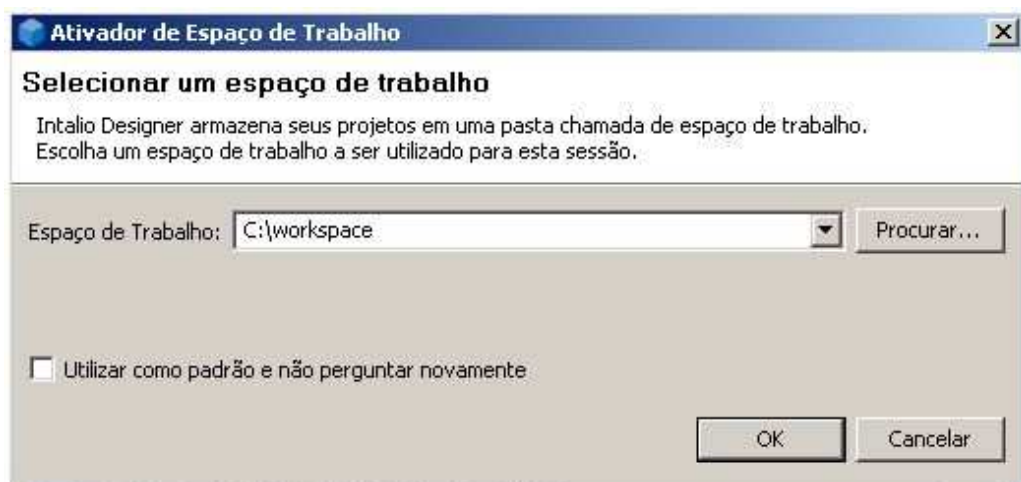 Ativador de Espaço de Trabalho
Selecionar um espaço de trabalho
Intalio Designer armazena seus projetos em uma pasta chamada de espaço de trabalho.
Escolha um espaço de trabalho a ser utilizado para esta sessão.
Espaço de Trabalho: C:\workspace Procurar...
Utilizar como padrão e não perguntar novamente
OK Cancelar